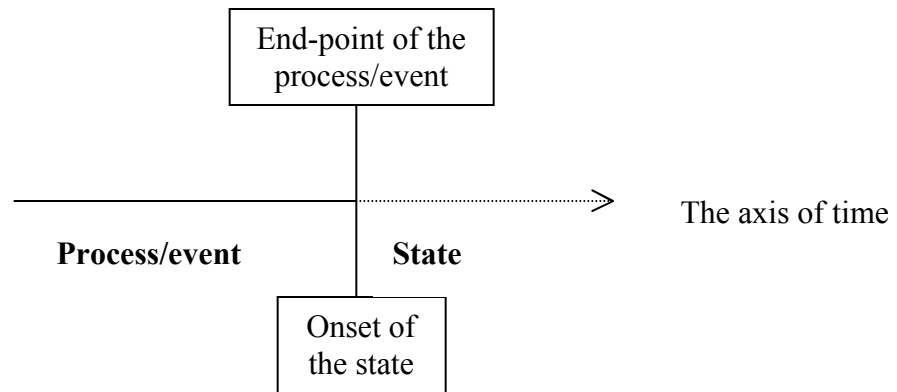 End-point of the
process/event
The axis of time
Process/event
State
Onset of
the state